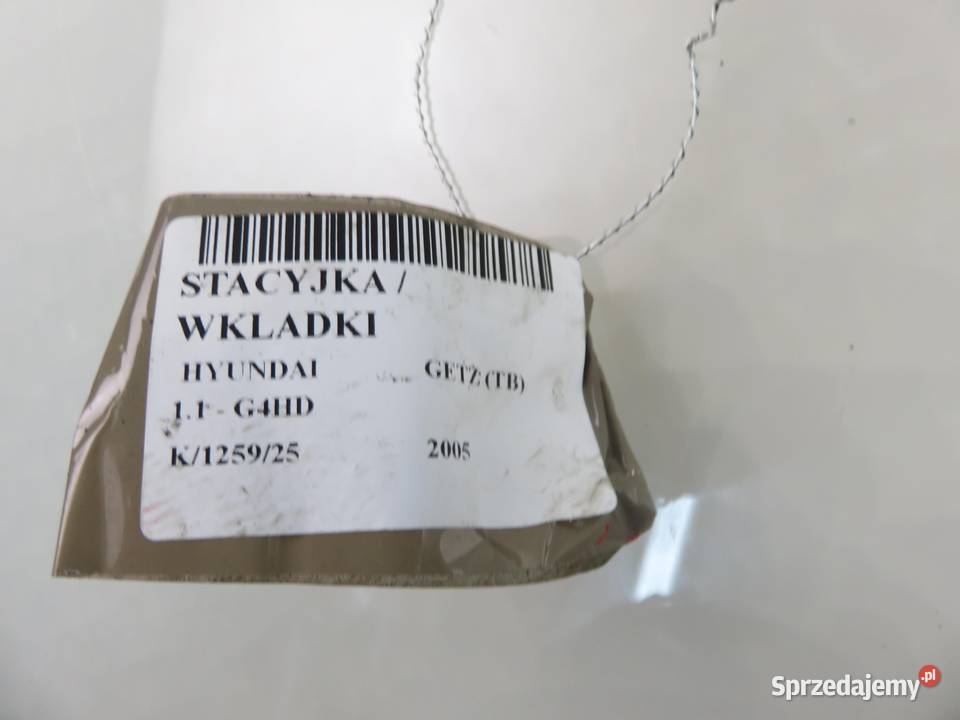 STACYJKA /
WKLADKI
HYUNDAI GETZ (TB)
1.1 - G4HD
K/1259/25 2005
Sprzedajemy.pl